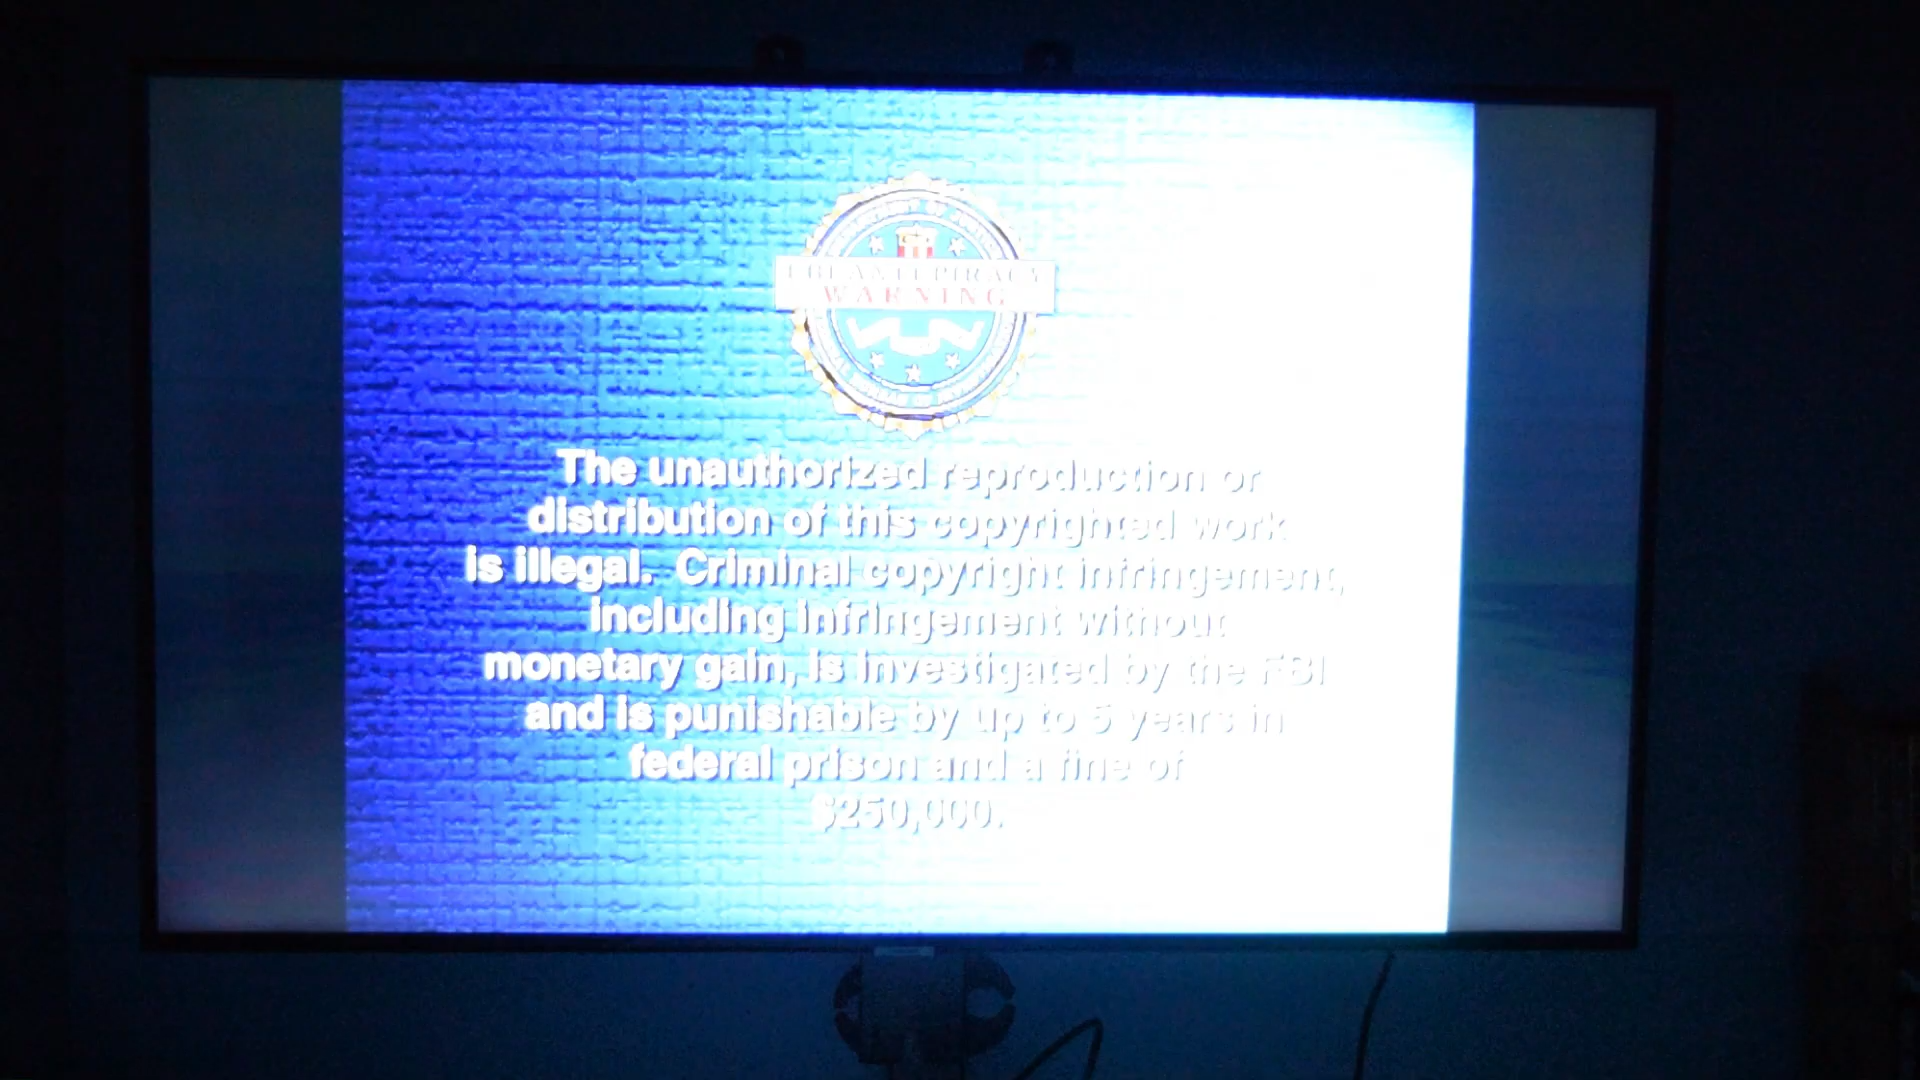 FBI ANTI-PIRACY
WARNING
The unauthorized reproduction or
distribution of this copyrighted work
is illegal. Criminal copyright infringement,
including infringement without
monetary gain, is investigated by the FBI
and is punishable by up to 5 years in
federal prison and a fine of
$250,000.